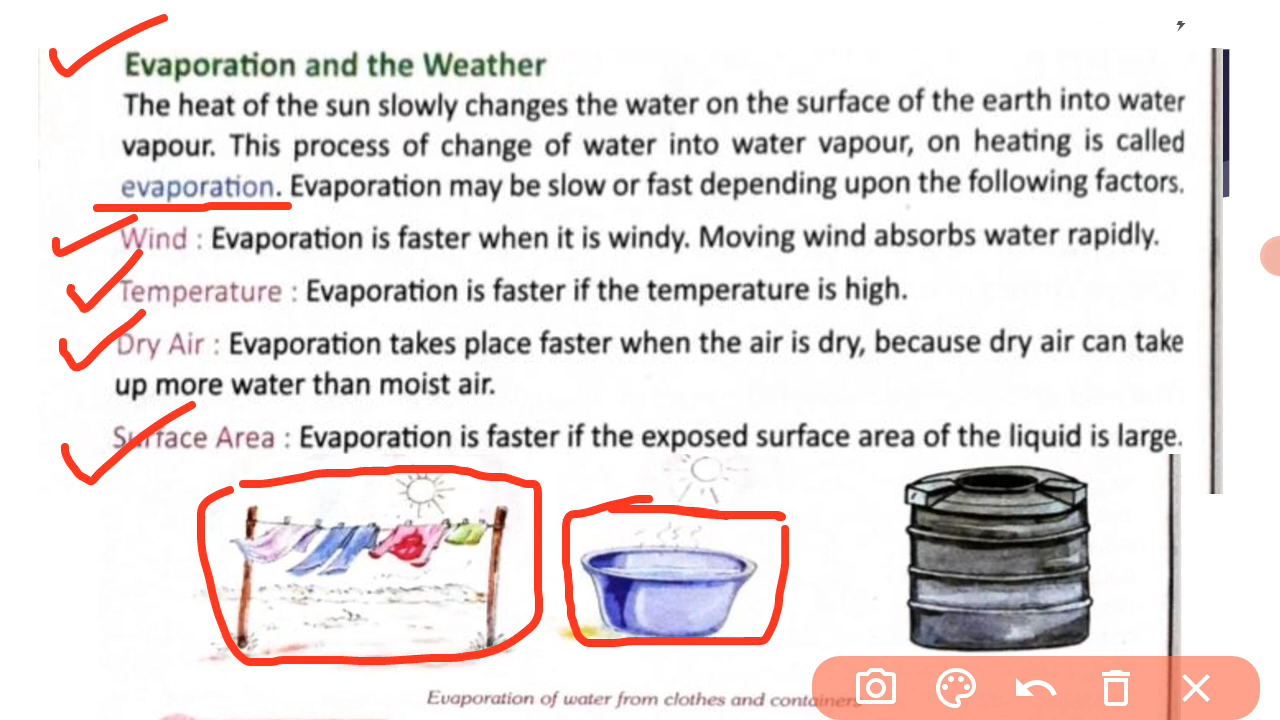 Evaporation and the Weather
The heat of the sun slowly changes the water on the surface of the earth into water
vapour. This process of change of water into water vapour, on heating is called
evaporation. Evaporation may be slow or fast depending upon the following factors.
Wind : Evaporation is faster when it is windy. Moving wind absorbs water rapidly.
Temperature : Evaporation is faster if the temperature is high.
Dry Air : Evaporation takes place faster when the air is dry, because dry air can take
up more water than moist air.
Surface Area : Evaporation is faster if the exposed surface area of the liquid is large.
Evaporation of water from clothes and containers